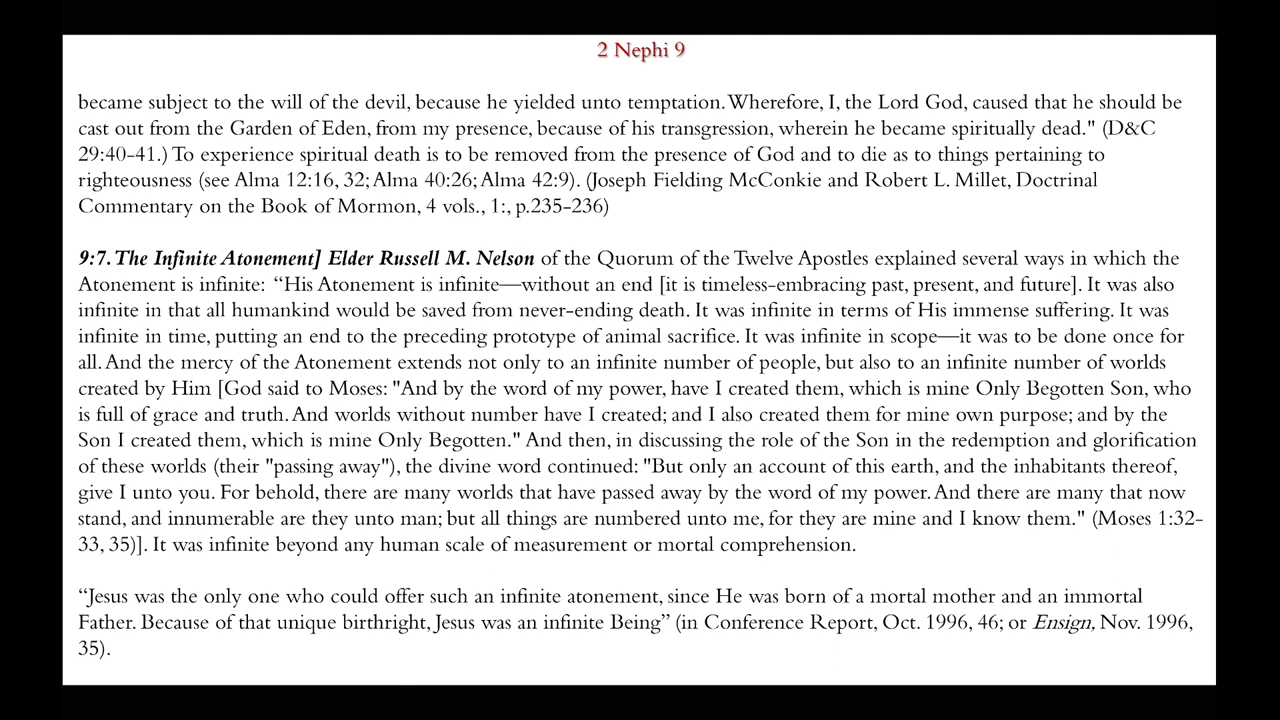 2 Nephi 9
became subject to the will of the devil, because he yielded unto temptation. Wherefore, I, the Lord God, caused that he should be
cast out from the Garden of Eden, from my presence, because of his transgression, wherein he became spiritually dead." (D&C
29:40-41.) To experience spiritual death is to be removed from the presence of God and to die as to things pertaining to
righteousness (see Alma 12:16, 32; Alma 40:26; Alma 42:9). (Joseph Fielding McConkie and Robert L. Millet, Doctrinal
Commentary on the Book of Mormon, 4 vols., 1:, p.235-236)
9:7. The Infinite Atonement] Elder Russell M. Nelson of the Quorum of the Twelve Apostles explained several ways in which the
Atonement is infinite: “His Atonement is infinite—without an end [it is timeless-embracing past, present, and future]. It was also
infinite in that all humankind would be saved from never-ending death. It was infinite in terms of His immense suffering. It was
infinite in time, putting an end to the preceding prototype of animal sacrifice. It was infinite in scope—it was to be done once for
all. And the mercy of the Atonement extends not only to an infinite number of people, but also to an infinite number of worlds
created by Him [God said to Moses: "And by the word of my power, have I created them, which is mine Only Begotten Son, who
is full of grace and truth. And worlds without number have I created; and I also created them for mine own purpose; and by the
Son I created them, which is mine Only Begotten." And then, in discussing the role of the Son in the redemption and glorification
of these worlds (their "passing away"), the divine word continued: "But only an account of this earth, and the inhabitants thereof,
give I unto you. For behold, there are many worlds that have passed away by the word of my power. And there are many that now
stand, and innumerable are they unto man; but all things are numbered unto me, for they are mine and I know them." (Moses 1:32-
33, 35)]. It was infinite beyond any human scale of measurement or mortal comprehension.
“Jesus was the only one who could offer such an infinite atonement, since He was born of a mortal mother and an immortal
Father. Because of that unique birthright, Jesus was an infinite Being” (in Conference Report, Oct. 1996, 46; or Ensign, Nov. 1996,
35).